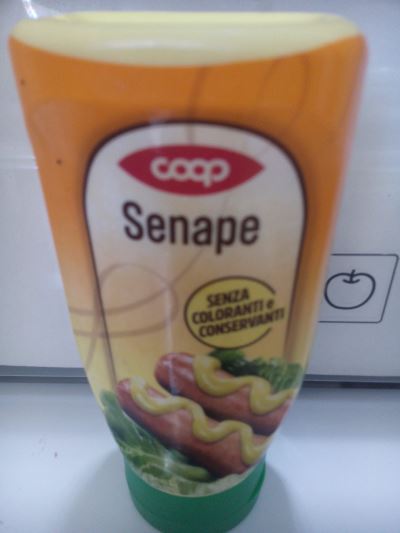 coop
Senape
SENZA
COLORANTI e
CONSERVANTI